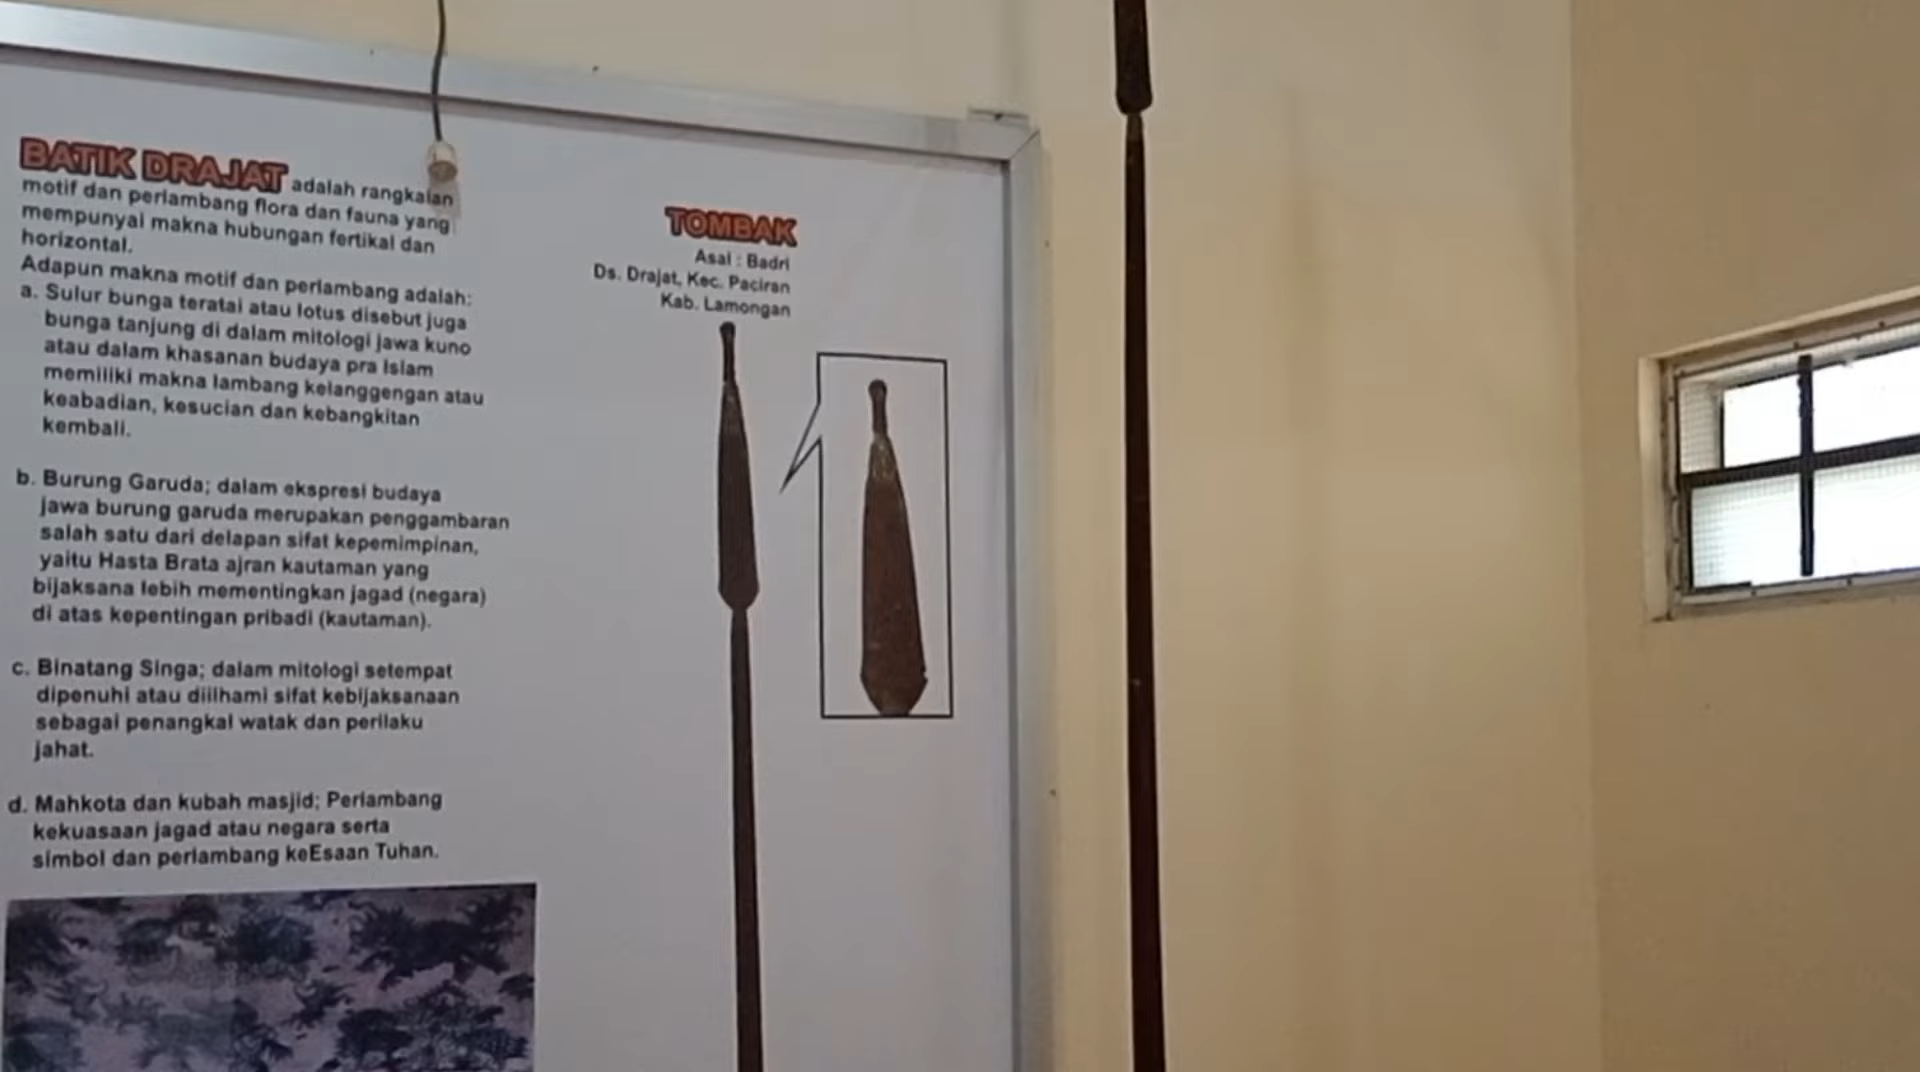 BATIK DRAJAT adalah rangkaian
motif dan perlambang flora dan fauna yang
mempunyai makna hubungan fertikal dan
horizontal.
Adapun makna motif dan perlambang adalah:
a. Sulur bunga teratai atau lotus disebut juga
bunga tanjung di dalam mitologi jawa kuno
atau dalam khasanan budaya pra Islam
memiliki makna lambang kelanggengan atau
keabadian, kesucian dan kebangkitan
kembali.
b. Burung Garuda; dalam ekspresi budaya
jawa burung garuda merupakan penggambaran
salah satu dari delapan sifat kepemimpinan,
yaitu Hasta Brata ajran kautaman yang
bijaksana lebih mementingkan jagad (negara)
di atas kepentingan pribadi (kautaman).
c. Binatang Singa; dalam mitologi setempat
dipenuhi atau diilhami sifat kebijaksanaan
sebagai penangkal watak dan perilaku
jahat.
d. Mahkota dan kubah masjid; Perlambang
kekuasaan jagad atau negara serta
simbol dan perlambang keEsaan Tuhan.
TOMBAK
Asal : Badri
Ds. Drajat, Kec. Paciran
Kab. Lamongan